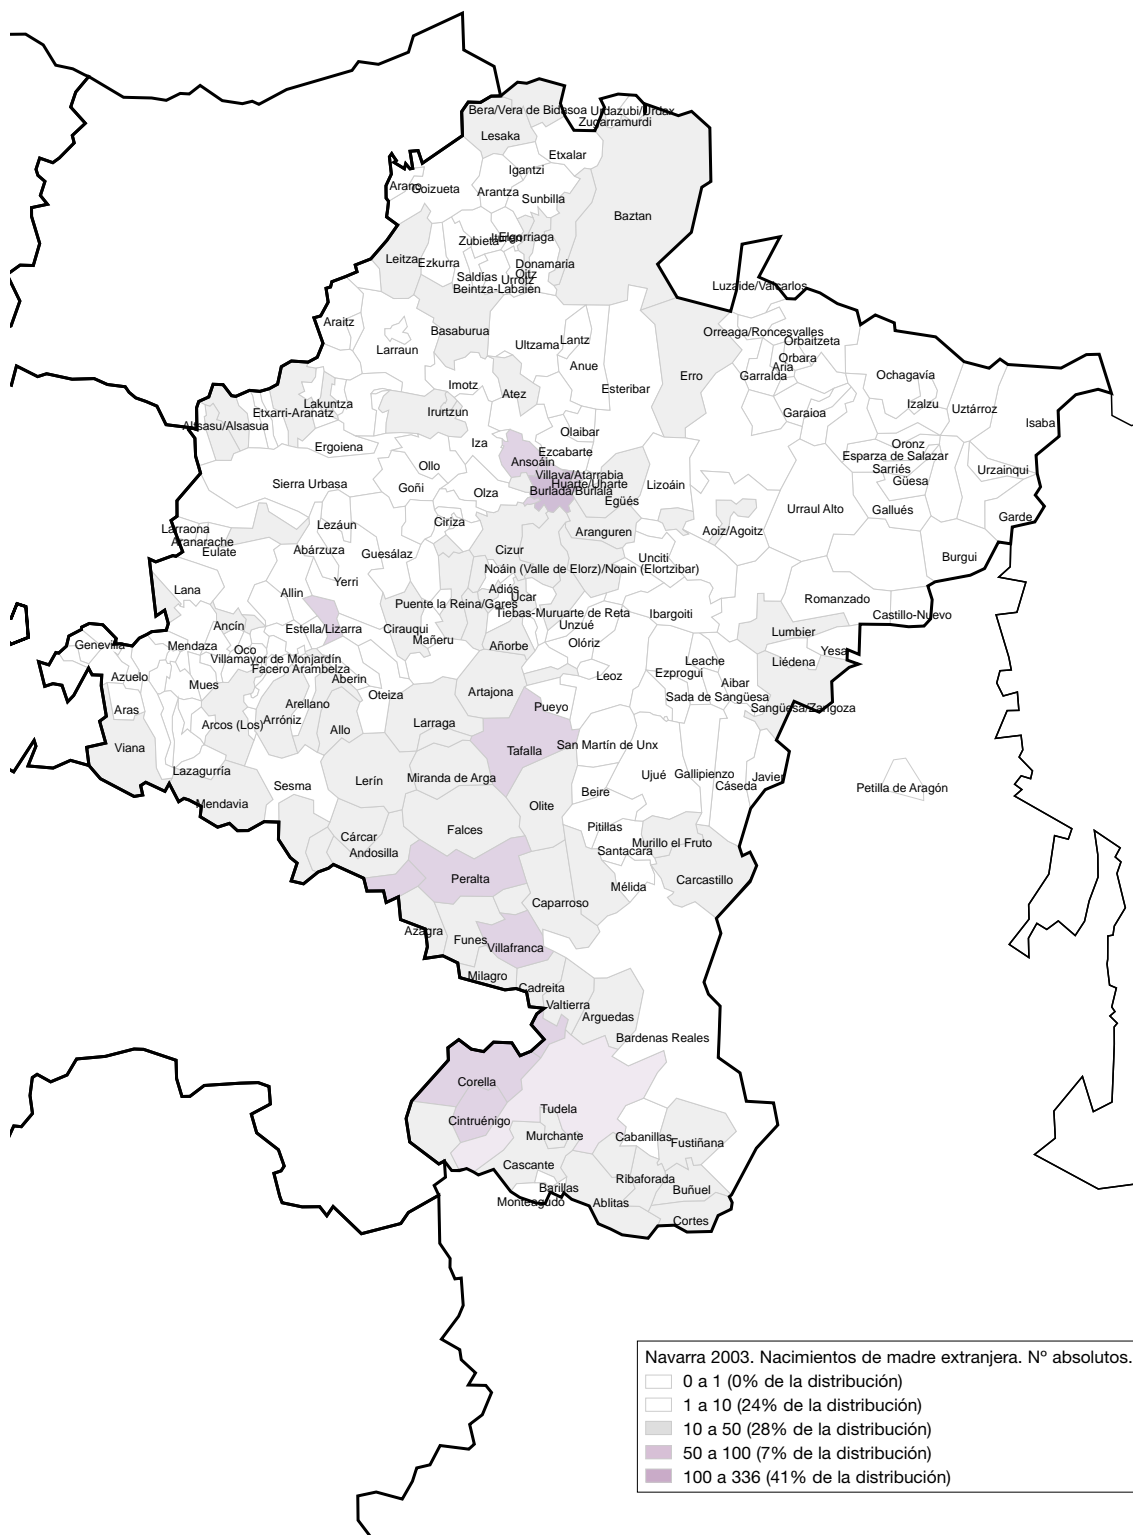 Bera/Vera de Bidasoa
Urdazubi/Urdax
Zugarramurdi
Lesaka
Etxalar
Igantzi
Arano
Goizueta
Arantza
Sunbilla
Baztan
Zubieta
Ituren
Elgorriaga
Leitza
Ezkurra
Donamaria
Saldías
Oitz
Urrotz
Beintza-Labaien
Luzaide/Valcarlos
Araitz
Basaburua
Orreaga/Roncesvalles
Larraun
Ultzama
Lantz
Orbaitzeta
Orbara
Anue
Aria
Erro
Garralda
Ochagavía
Imotz
Atez
Esteribar
Izalzu
Lakuntza
Etxarri-Aranatz
Irurtzun
Garaioa
Uztárroz
Altsasu/Alsasua
Isaba
Olaibar
Ergoiena
Iza
Ezcabarte
Oronz
Esparza de Salazar
Ollo
Ansoáin
Sarriés
Urzainqui
Villava/Atarrabia
Güesa
Sierra Urbasa
Goñi
Olza
Huarte/Uharte
Lizoáin
Burlada/Burlata
Egüés
Urraul Alto
Gallués
Garde
Larraona
Lezáun
Ciriza
Aranguren
Aoiz/Agoitz
Aranarache
Eulate
Abárzuza
Guesálaz
Cizur
Unciti
Burgui
Noáin (Valle de Elorz)/Noain (Elortzibar)
Lana
Allin
Yerri
Adiós
Ucar
Romanzado
Puente la Reina/Gares
Tiebas-Muruarte de Reta
Ibargoiti
Castillo-Nuevo
Ancín
Estella/Lizarra
Cirauqui
Unzué
Lumbier
Mañeru
Genevilla
Mendaza
Oco
Añorbe
Olóriz
Yesa
Villamayor de Monjardín
Leache
Liédena
Facero Arambelza
Azuelo
Aberin
Leoz
Ezprogui
Mues
Aibar
Oteiza
Artajona
Sada de Sangüesa
Aras
Arellano
Pueyo
Sangüesa/Zangoza
Arcos (Los)
Arróniz
Larraga
Allo
Viana
Tafalla
San Martín de Unx
Lazagurría
Lerín
Miranda de Arga
Ujué
Gallipienzo
Javier
Sesma
Cáseda
Petilla de Aragón
Beire
Mendavia
Olite
Pitillas
Cárcar
Falces
Murillo el Fruto
Andosilla
Santacara
Peralta
Carcastillo
Mélida
Caparroso
Azagra
Funes
Villafranca
Milagro
Cadreita
Valtierra
Arguedas
Bardenas Reales
Corella
Tudela
Cintruénigo
Murchante
Cabanillas
Fustiñana
Cascante
Ribaforada
Barillas
Buñuel
Monteagudo
Ablitas
Cortes
Navarra 2003. Nacimientos de madre extranjera. Nº absolutos.
0 a 1 (0% de la distribución)
1 a 10 (24% de la distribución)
10 a 50 (28% de la distribución)
50 a 100 (7% de la distribución)
100 a 336 (41% de la distribución)